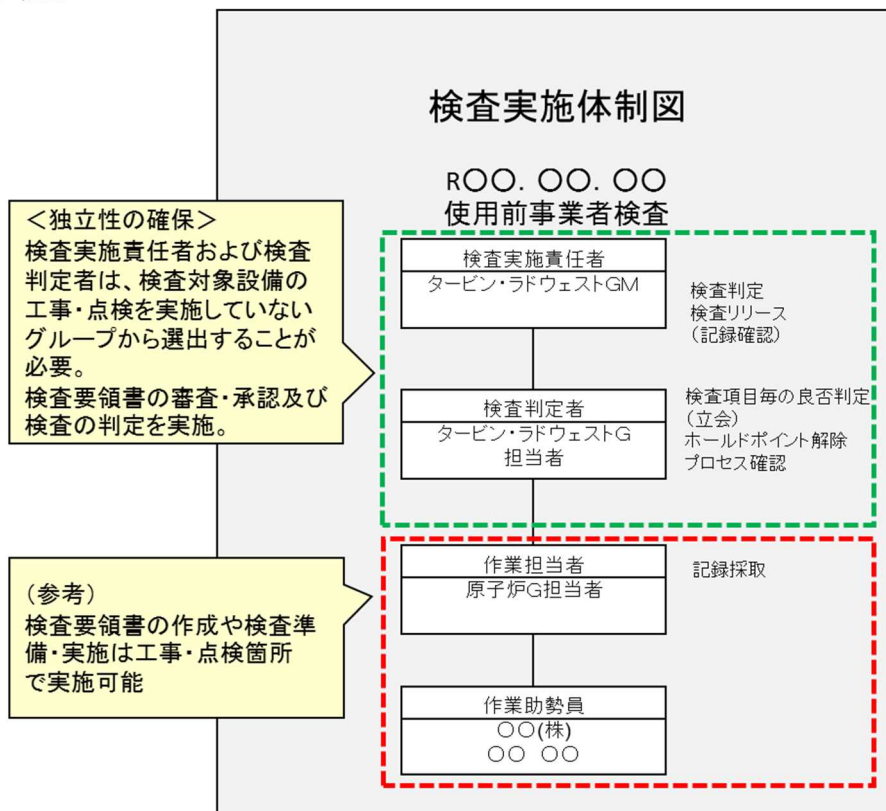 検査実施体制図
R〇〇. 〇〇. 〇〇
使用前事業者検査
＜独立性の確保＞
検査実施責任者および検査
判定者は、検査対象設備の
工事・点検を実施していない
グループから選出することが
必要。
検査要領書の審査・承認及び
検査の判定を実施。
検査実施責任者
タービン・ラドウェストGM
検査判定
検査リリース
（記録確認）
検査判定者
タービン・ラドウェストG
担当者
検査項目毎の良否判定
（立会）
ホールドポイント解除
プロセス確認
（参考）
検査要領書の作成や検査準
備・実施は工事・点検箇所
で実施可能
作業担当者
原子炉G担当者
記録採取
作業助勢員
〇〇(株)
〇〇 〇〇